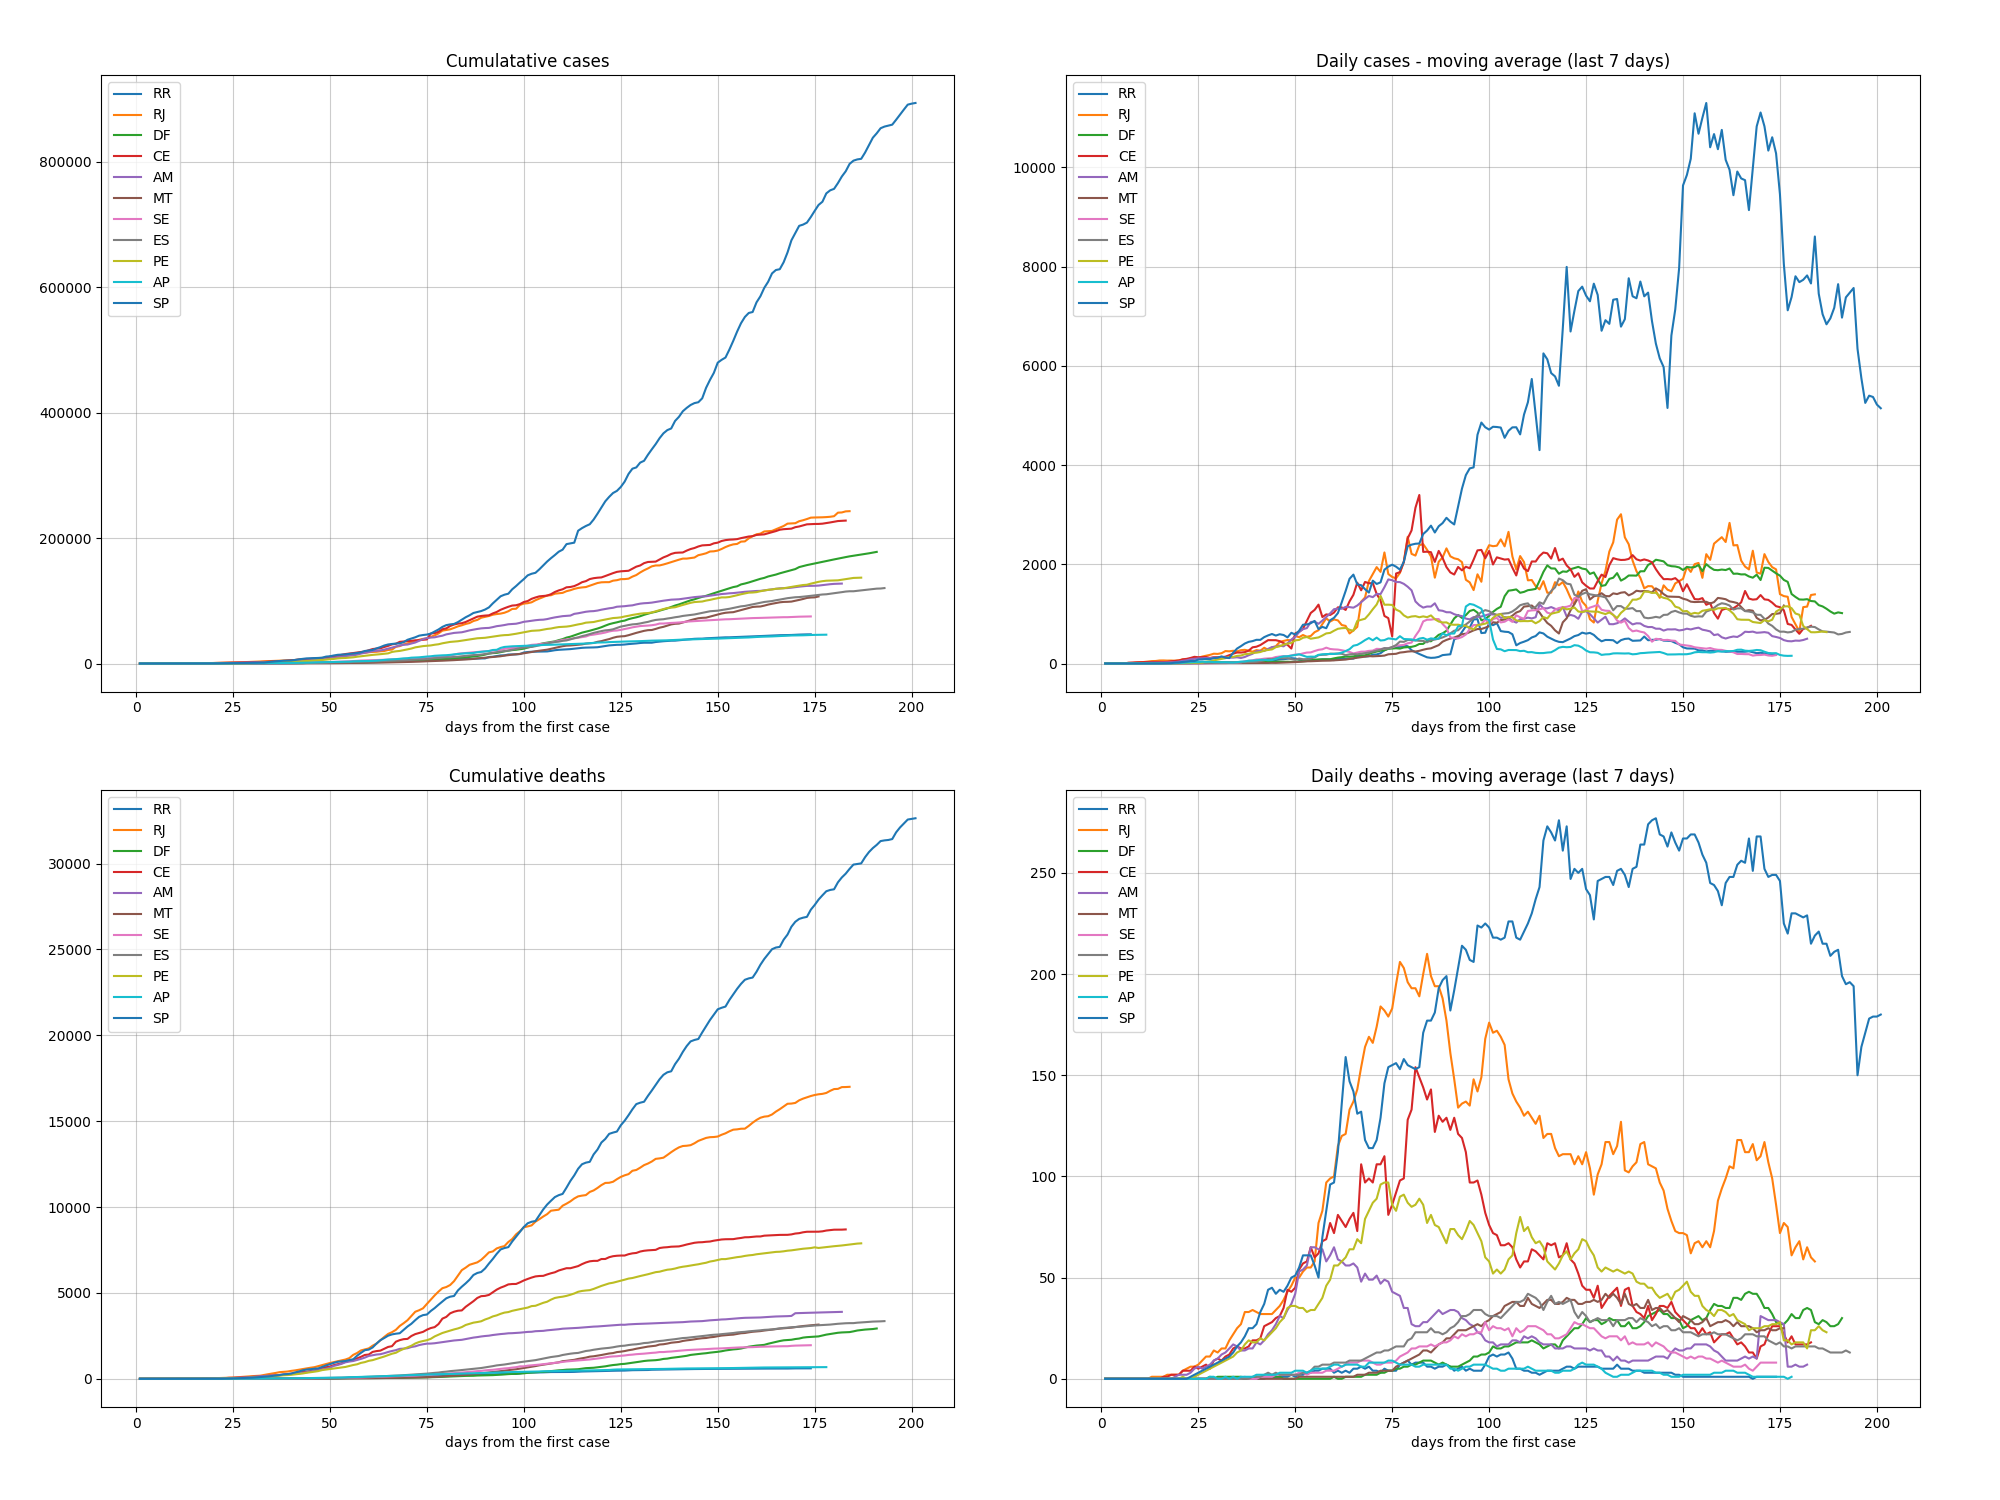 Cumulatative cases
RR
RJ
DF
CE
AM
MT
SE
ES
PE
AP
SP
800000
600000
400000
200000
0
0 25 50 75 100 125 150 175 200
days from the first case
Daily cases - moving average (last 7 days)
RR
RJ
DF
CE
AM
MT
SE
ES
PE
AP
SP
10000
8000
6000
4000
2000
0
0 25 50 75 100 125 150 175 200
days from the first case
Cumulative deaths
RR
RJ
DF
CE
AM
MT
SE
ES
PE
AP
SP
30000
25000
20000
15000
10000
5000
0
0 25 50 75 100 125 150 175 200
days from the first case
Daily deaths - moving average (last 7 days)
RR
RJ
DF
CE
AM
MT
SE
ES
PE
AP
SP
250
200
150
100
50
0
0 25 50 75 100 125 150 175 200
days from the first case